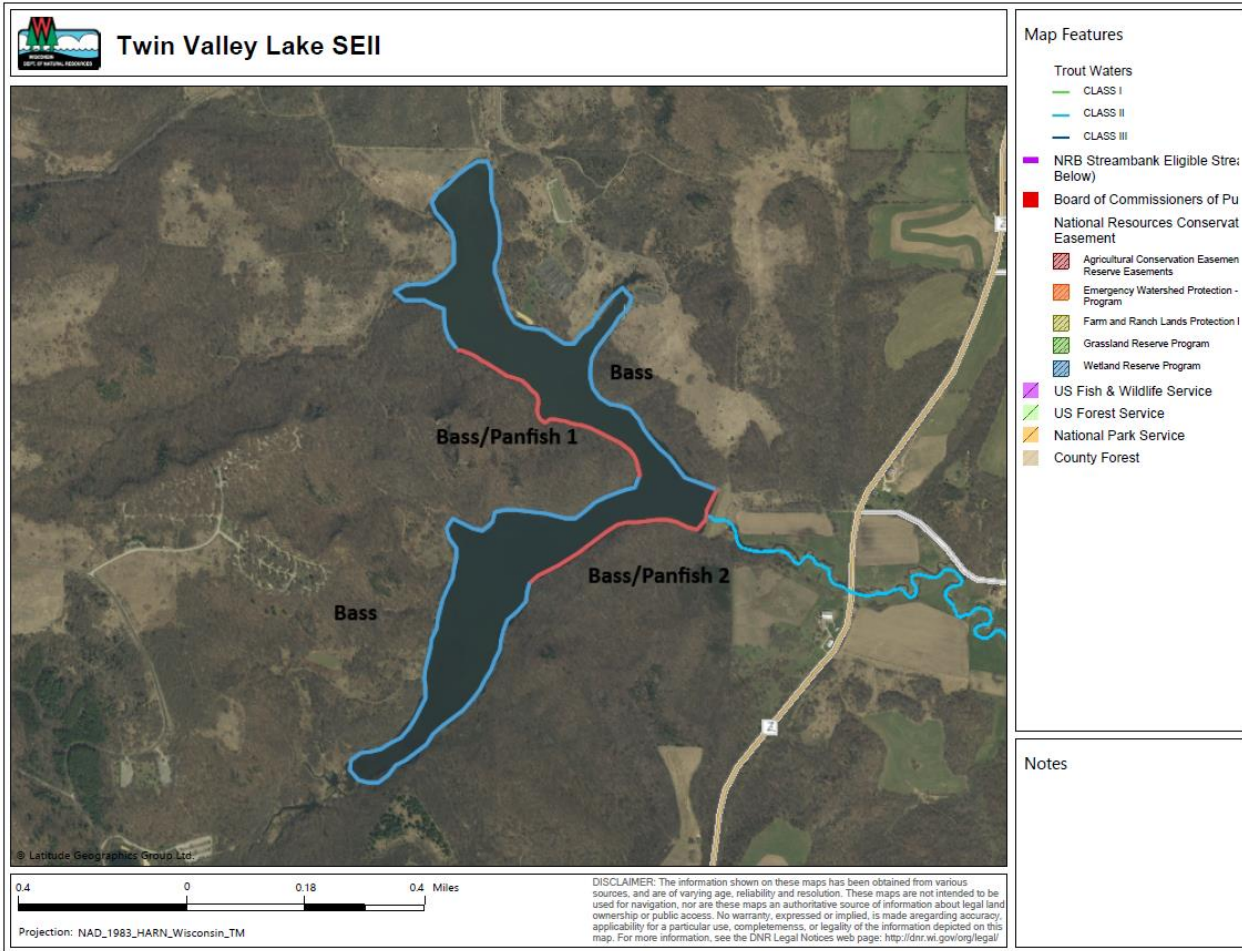 WISCONSIN
DEPT. OF NATURAL RESOURCES
Twin Valley Lake SEII
Bass
Bass/Panfish 1
Bass/Panfish 2
Bass
Z
Z
© Latitude Geographics Group Ltd.
0.4 0 0.18 0.4 Miles
Projection: NAD_1983_HARN_Wisconsin_TM
DISCLAIMER: The information shown on these maps has been obtained from various
sources, and are of varying age, reliability and resolution. These maps are not intended to be
used for navigation, nor are these maps an authoritative source of information about legal land
ownership or public access. No warranty, expressed or implied, is made aregarding accuracy,
applicability for a particular use, completemenss, or legality of the information depicted on this
map. For more information, see the DNR Legal Notices web page: http://dnr.wi.gov/org/legal/
Map Features
Trout Waters
CLASS I
CLASS II
CLASS III
NRB Streambank Eligible Strea
Below)
Board of Commissioners of Pu
National Resources Conservat
Easement
Agricultural Conservation Easemen
Reserve Easements
Emergency Watershed Protection -
Program
Farm and Ranch Lands Protection
Grassland Reserve Program
Wetland Reserve Program
US Fish & Wildlife Service
US Forest Service
National Park Service
County Forest
Notes